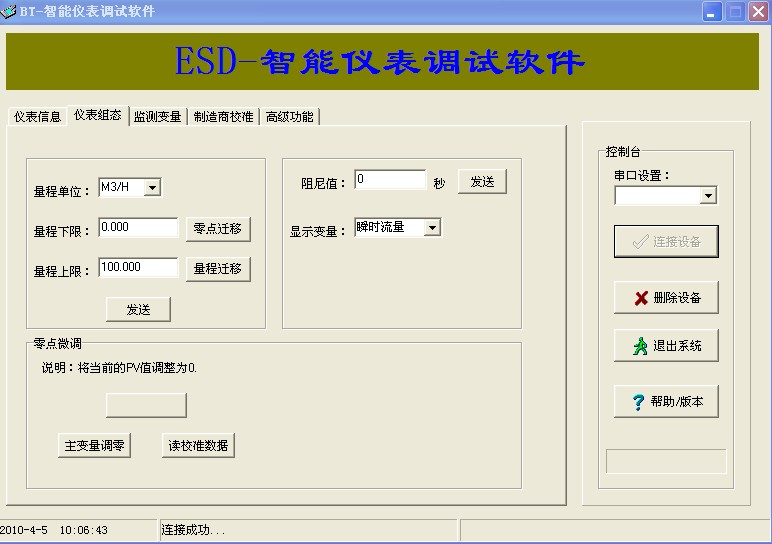 BT-智能仪表调试软件
ESD-智能仪表调试软件
仪表信息 仪表组态 监测变量 制造商校准 高级功能
量程单位： M3/H
量程下限： 0.000 零点迁移
量程上限： 100.000 量程迁移
发送
阻尼值： 0 秒 发送
显示变量： 瞬时流量
零点微调
说明：将当前的PV值调整为0.
主变量调零 读校准数据
控制台
串口设置：
连接设备
删除设备
退出系统
帮助/版本
2010-4-5 10:06:43 连接成功...